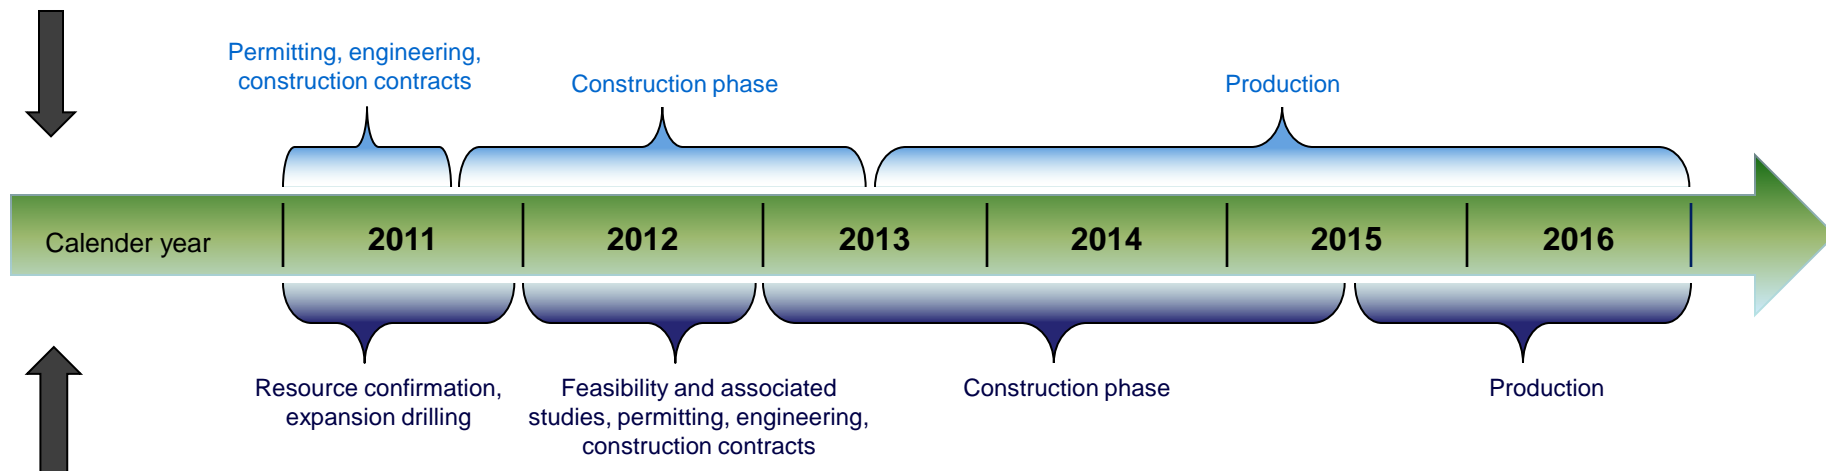 Permitting, engineering,
construction contracts
Construction phase
Production
Calender year
2011
2012
2013
2014
2015
2016
Resource confirmation,
expansion drilling
Feasibility and associated
studies, permitting, engineering,
construction contracts
Construction phase
Production